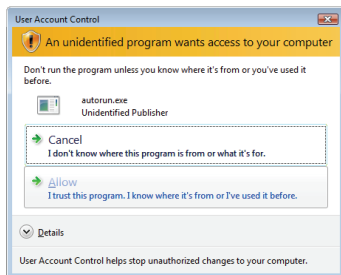 User Account Control
An unidentified program wants access to your computer
Don't run the program unless you know where it's from or you've used it
before.
autorun.exe
Unidentified Publisher
Cancel
I don't know where this program is from or what it's for.
Allow
I trust this program. I know where it's from or I've used it before.
Details
User Account Control helps stop unauthorized changes to your computer.